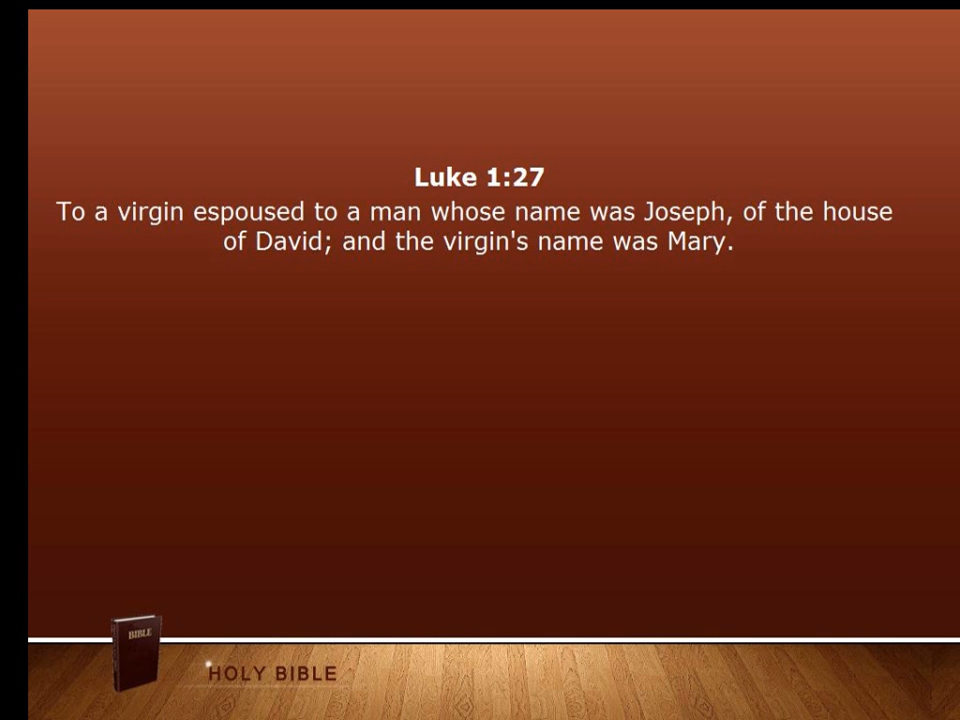 Luke 1:27
To a virgin espoused to a man whose name was Joseph, of the house
of David; and the virgin's name was Mary.
BIBLE
HOLY BIBLE